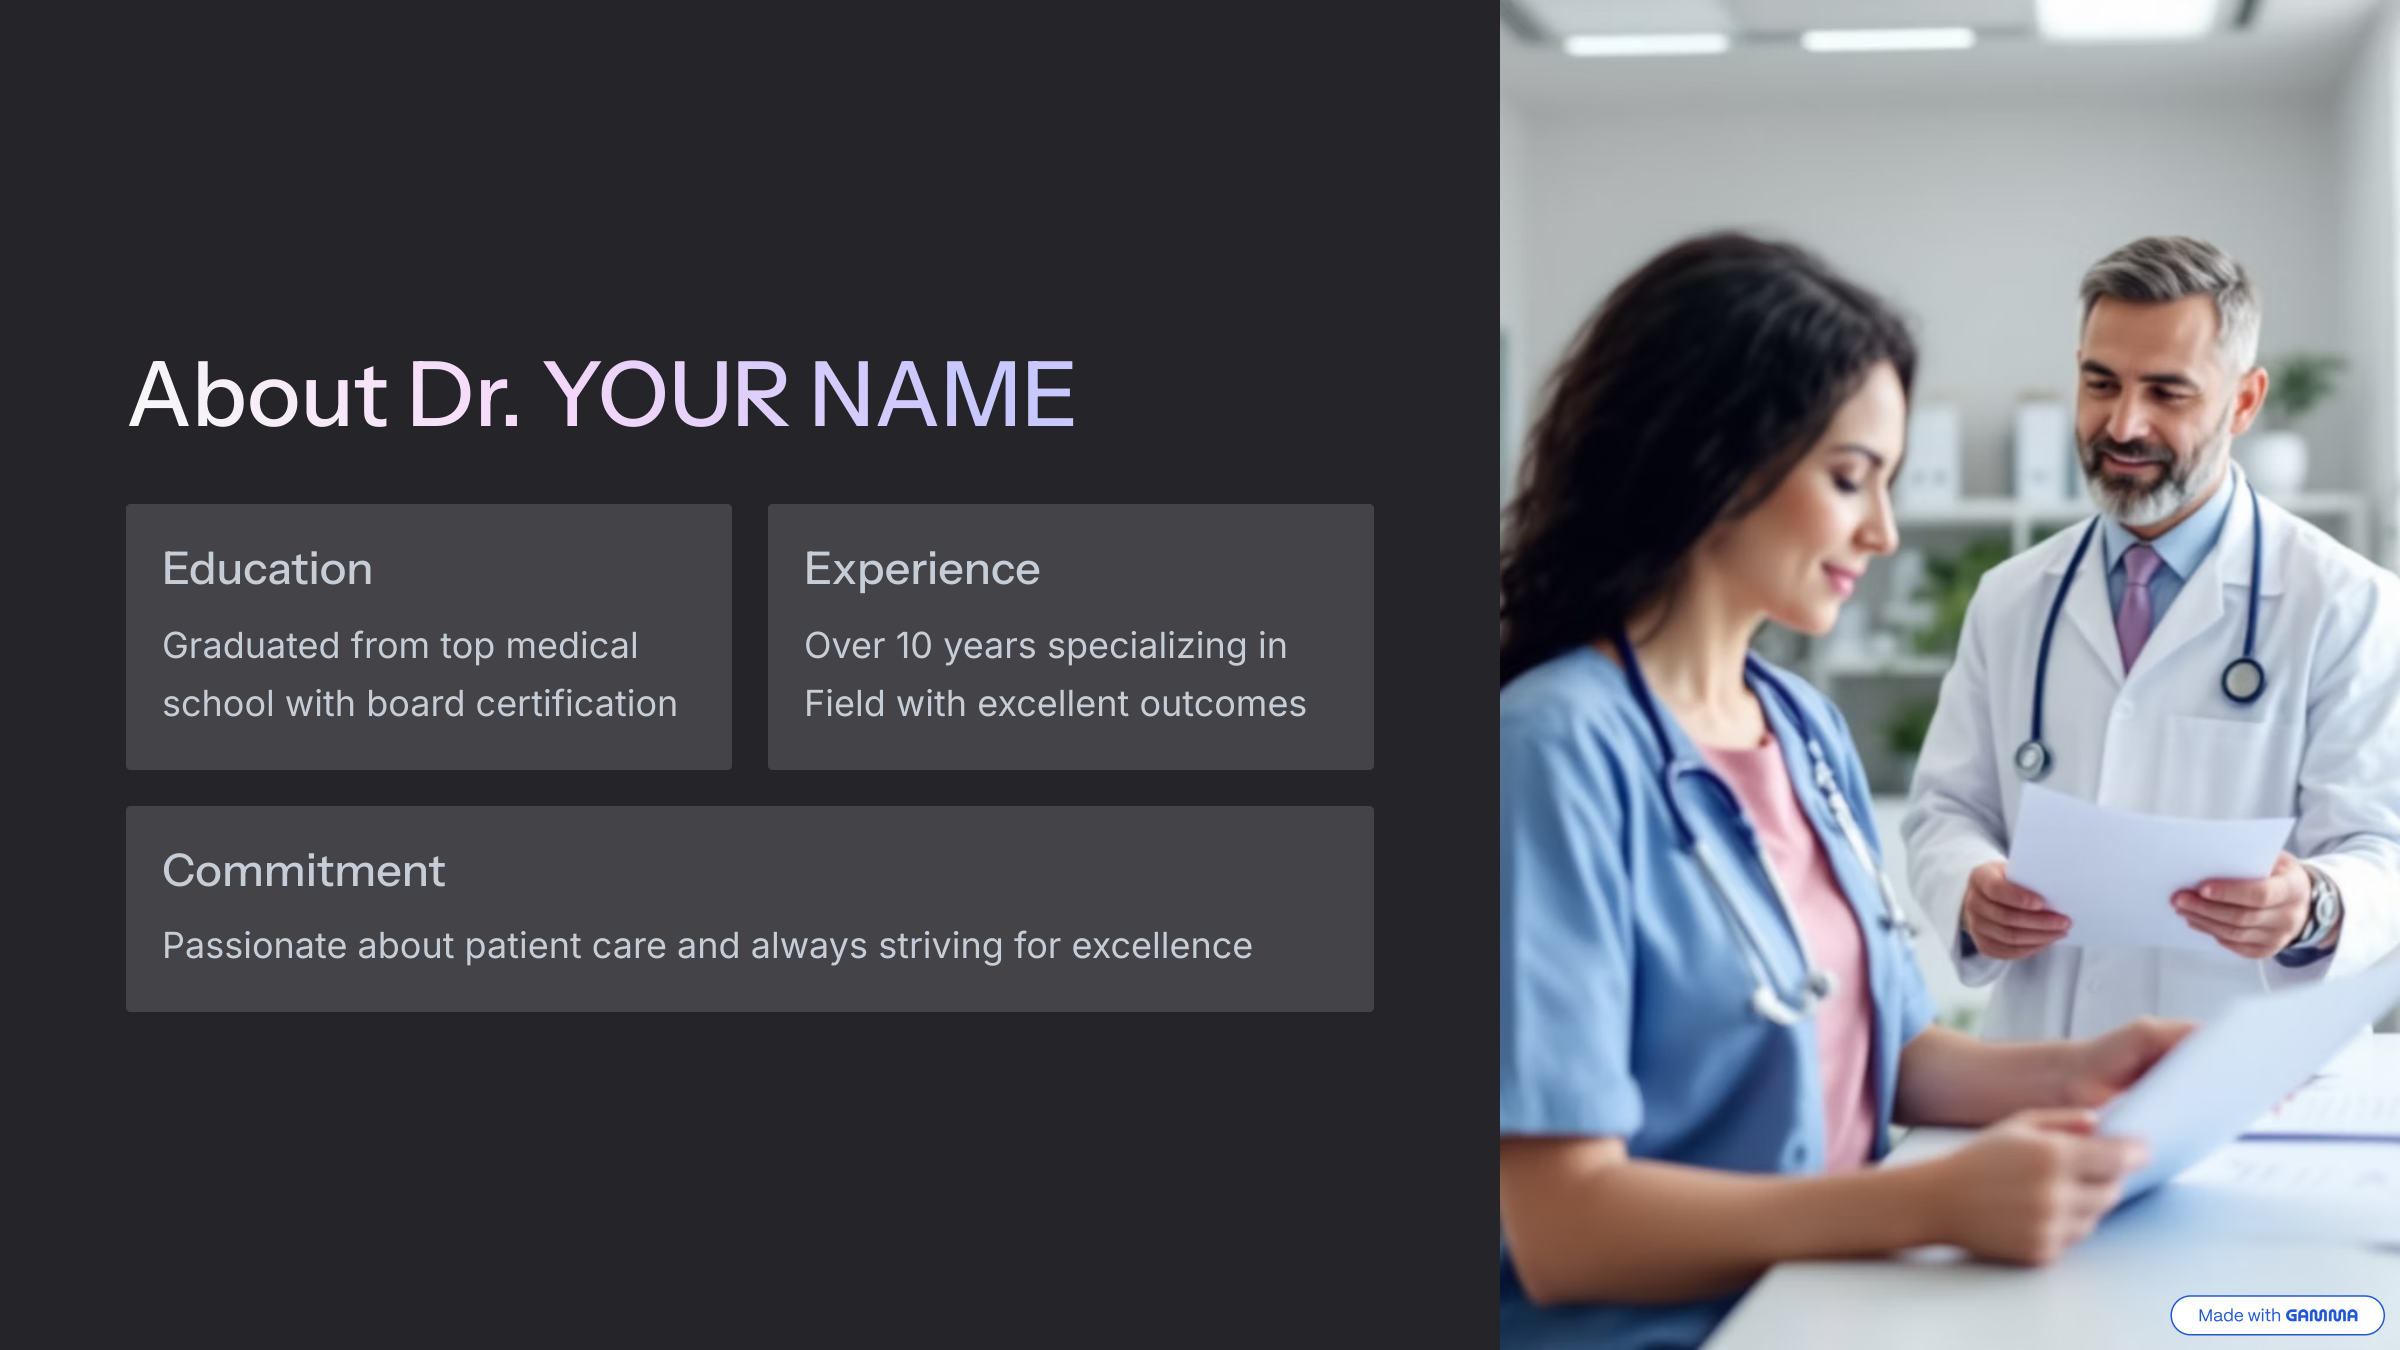 About Dr. YOUR NAME
Education
Graduated from top medical
school with board certification
Experience
Over 10 years specializing in
Field with excellent outcomes
Commitment
Passionate about patient care and always striving for excellence
Made with GAMMA